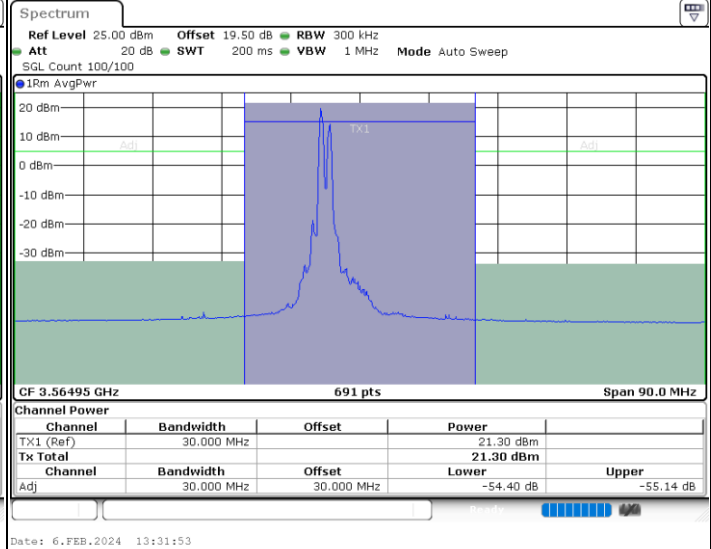 Spectrum
Ref Level 25.00 dBm Offset 19.50 dB RBW 300 kHz
Att 20 dB SWT 200 ms VBW 1 MHz Mode Auto Sweep
SGL Count 100/100
1Rm AvgPwr
20 dBm
TX1
10 dBm
Adj Adj
0 dBm
-10 dBm
-20 dBm
-30 dBm
CF 3.56495 GHz 691 pts Span 90.0 MHz
Channel Power
Channel Bandwidth Offset Power
TX1 (Ref) 30.000 MHz 21.30 dBm
Tx Total 21.30 dBm
Channel Bandwidth Offset Lower Upper
Adj 30.000 MHz 30.000 MHz -54.40 dB -55.14 dB
Ready
Date: 6.FEB.2024 13:31:53